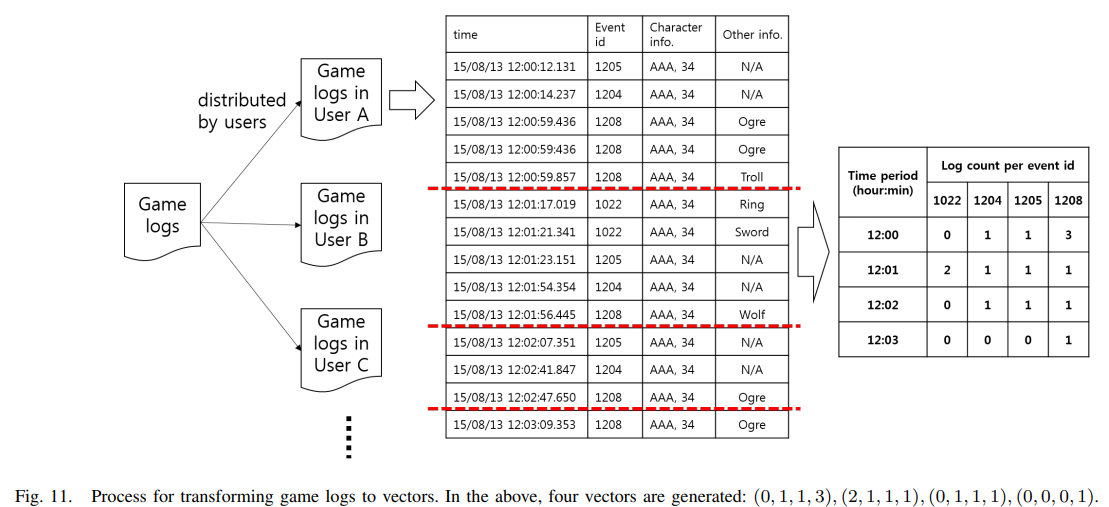 Game
logs
distributed
by users
Game
logs in
User A
Game
logs in
User B
Game
logs in
User C
time Event id Character info. Other info.
15/08/13 12:00:12.131 1205 AAA, 34 N/A
15/08/13 12:00:14.237 1204 AAA, 34 N/A
15/08/13 12:00:59.436 1208 AAA, 34 Ogre
15/08/13 12:00:59:436 1208 AAA, 34 Ogre
15/08/13 12:00:59.857 1208 AAA, 34 Troll
15/08/13 12:01:17.019 1022 AAA, 34 Ring
15/08/13 12:01:21.341 1022 AAA, 34 Sword
15/08/13 12:01:23.151 1205 AAA, 34 N/A
15/08/13 12:01:54.354 1204 AAA, 34 N/A
15/08/13 12:01:56.445 1208 AAA, 34 Wolf
15/08/13 12:02:07.351 1205 AAA, 34 N/A
15/08/13 12:02:41.847 1204 AAA, 34 N/A
15/08/13 12:02:47.650 1208 AAA, 34 Ogre
15/08/13 12:03:09.353 1208 AAA, 34 Ogre
Time period
(hour:min)
Log count per event id
1022 1204 1205 1208
12:00 0 1 1 3
12:01 2 1 1 1
12:02 0 1 1 1
12:03 0 0 0 1
Fig. 11. Process for transforming game logs to vectors. In the above, four vectors are generated: (0, 1, 1, 3), (2, 1, 1, 1), (0, 1, 1, 1), (0, 0, 0, 1).